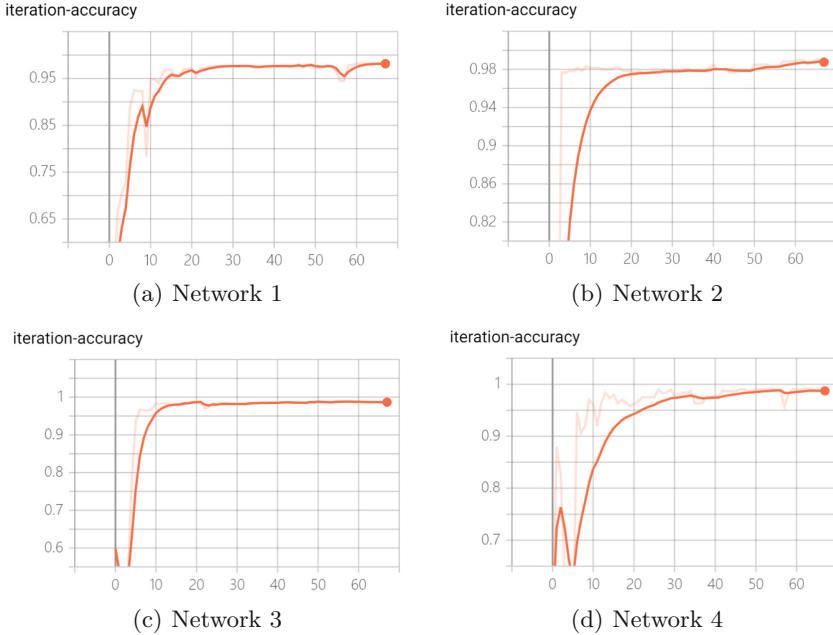 iteration-accuracy
0.95
0.85
0.75
0.65
0 10 20 30 40 50 60
(a) Network 1
iteration-accuracy
0.98
0.94
0.9
0.86
0.82
0 10 20 30 40 50 60
(b) Network 2
iteration-accuracy
1
0.9
0.8
0.7
0.6
0 10 20 30 40 50 60
(c) Network 3
iteration-accuracy
1
0.9
0.8
0.7
0 10 20 30 40 50 60
(d) Network 4